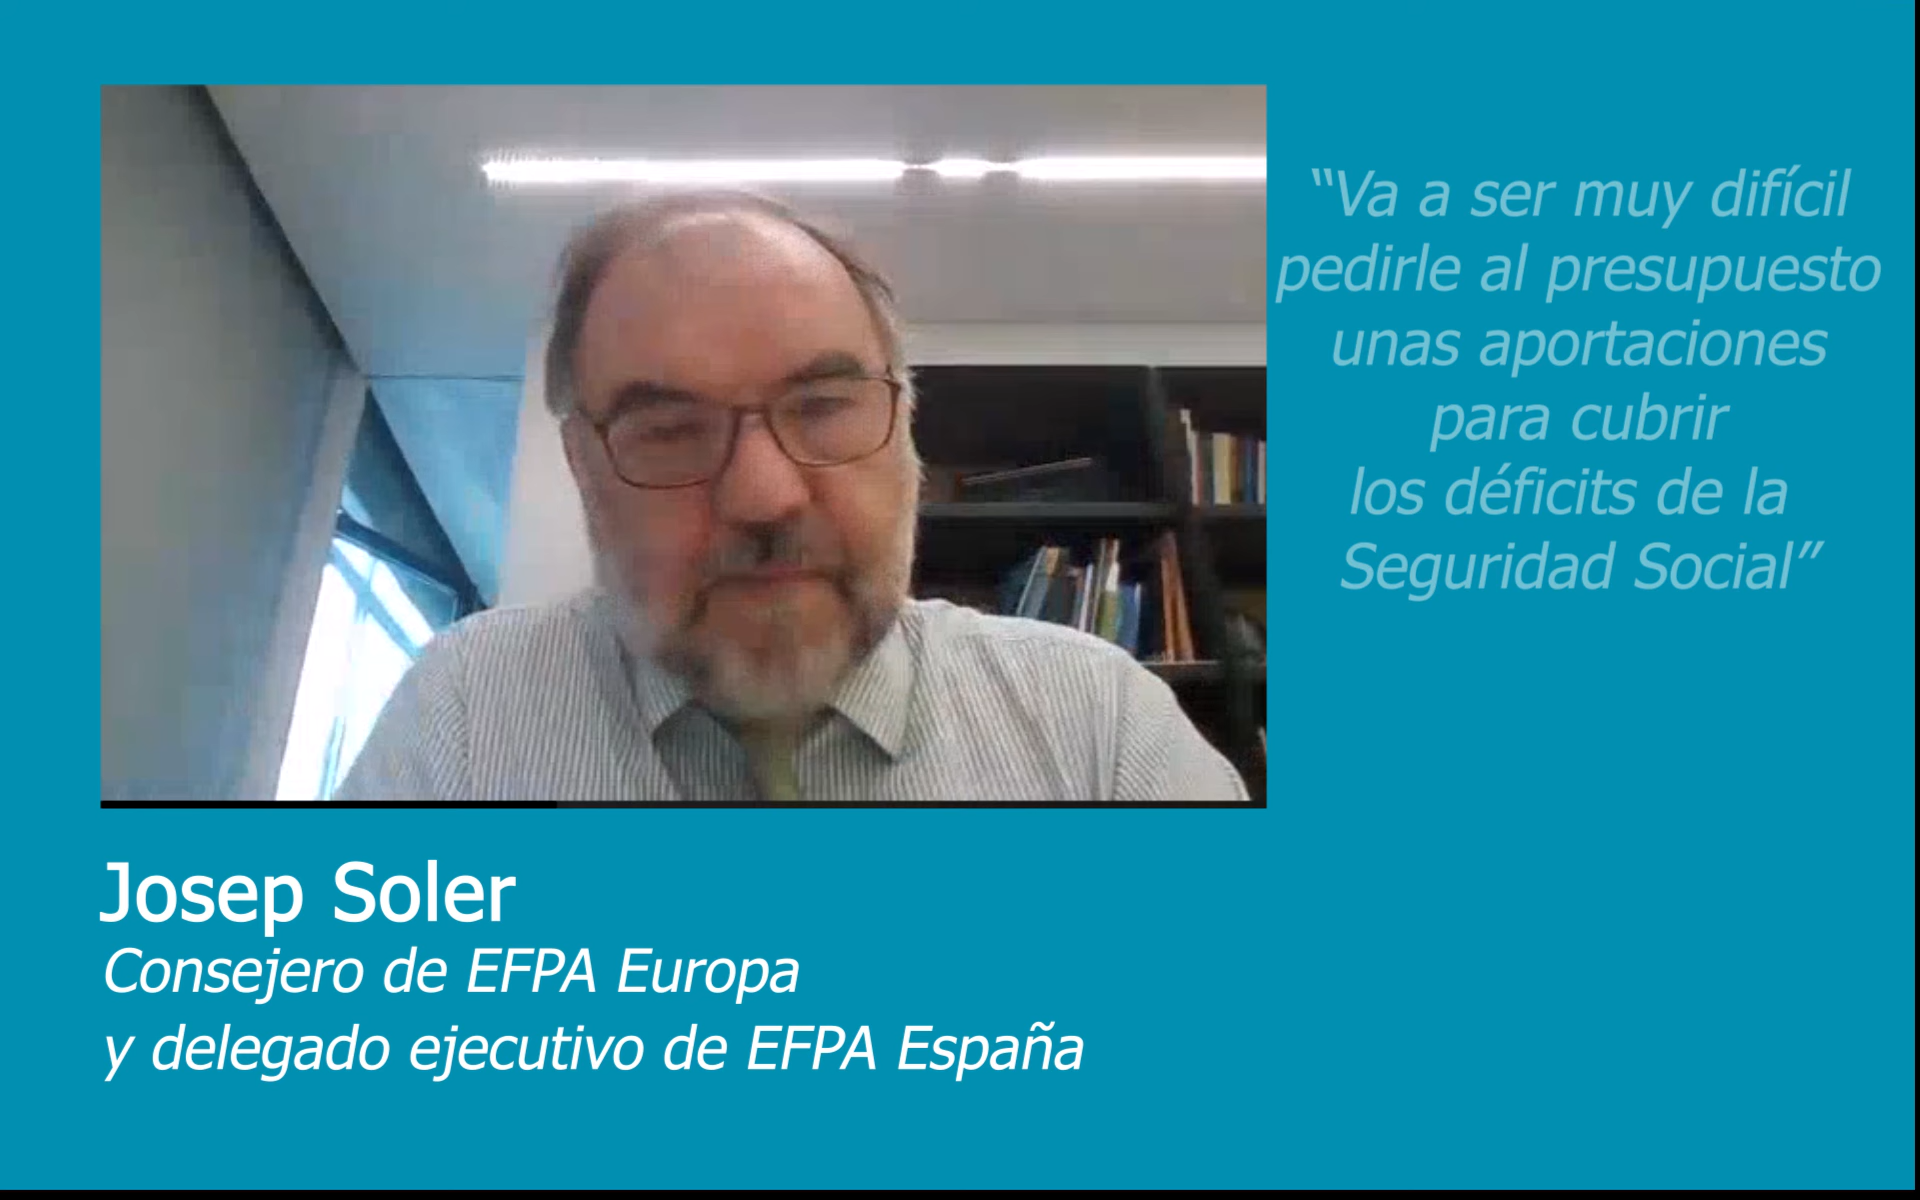 “Va a ser muy difícil
pedirle al presupuesto
unas aportaciones
para cubrir
los déficits de la
Seguridad Social”
Josep Soler
Consejero de EFPA Europa
y delegado ejecutivo de EFPA España